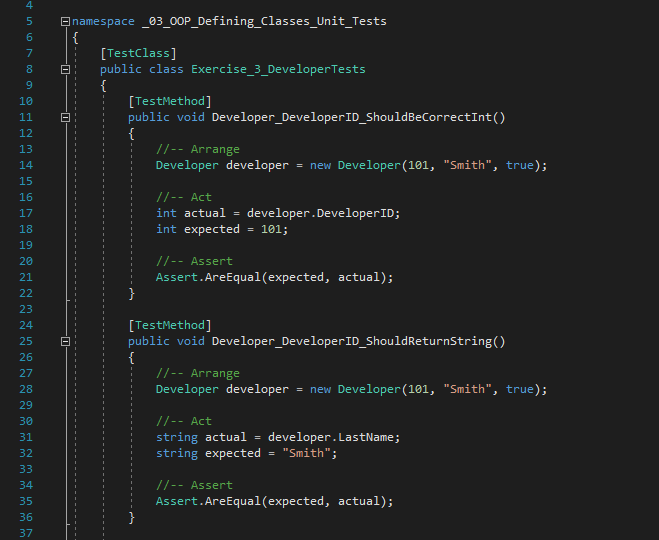 4
5 namespace _03_OOP_Defining_Classes_Unit_Tests
6 {
7 [TestClass]
8 public class Exercise_3_DeveloperTests
9 {
10 [TestMethod]
11 public void Developer_DeveloperID_ShouldBeCorrectInt()
12 {
13 //-- Arrange
14 Developer developer = new Developer(101, "Smith", true);
15
16 //-- Act
17 int actual = developer.DeveloperID;
18 int expected = 101;
19
20 //-- Assert
21 Assert.AreEqual(expected, actual);
22 }
23
24 [TestMethod]
25 public void Developer_DeveloperID_ShouldReturnString()
26 {
27 //-- Arrange
28 Developer developer = new Developer(101, "Smith", true);
29
30 //-- Act
31 string actual = developer.LastName;
32 string expected = "Smith";
33
34 //-- Assert
35 Assert.AreEqual(expected, actual);
36 }
37